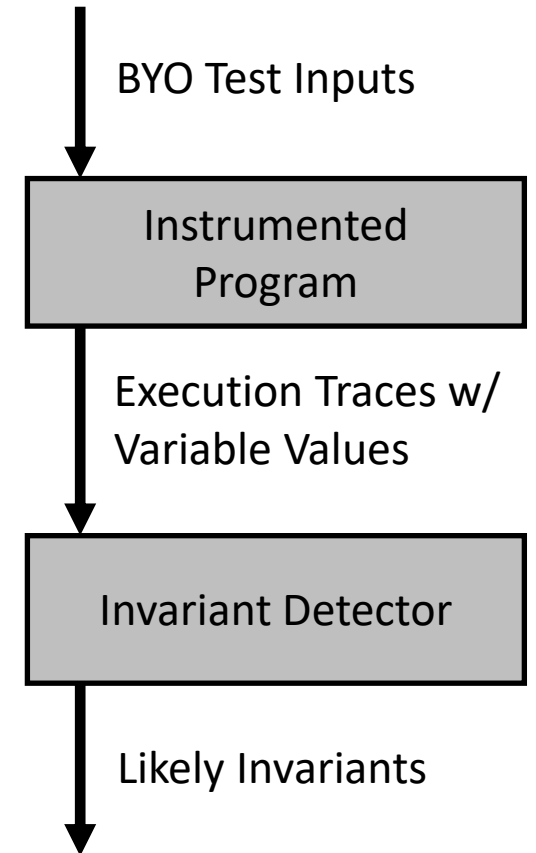 BYO Test Inputs
Instrumented
Program
Execution Traces w/
Variable Values
Invariant Detector
Likely Invariants